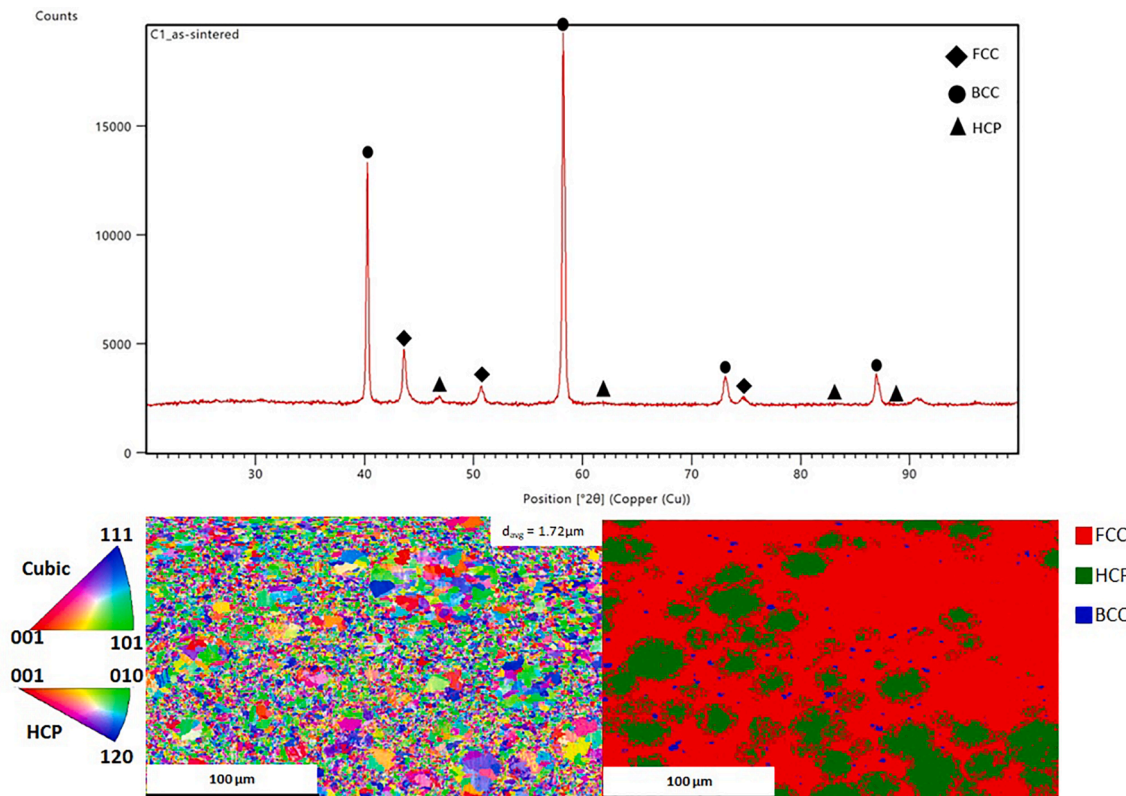 Counts
C1_as-sintered
FCC
BCC
HCP
15000
10000
5000
0
30 40 50 60 70 80 90
Position [°2θ] (Copper (Cu))
111
Cubic
001 101
001 010
HCP
120
davg = 1.72µm
100 µm
100 µm
FCC
HCP
BCC